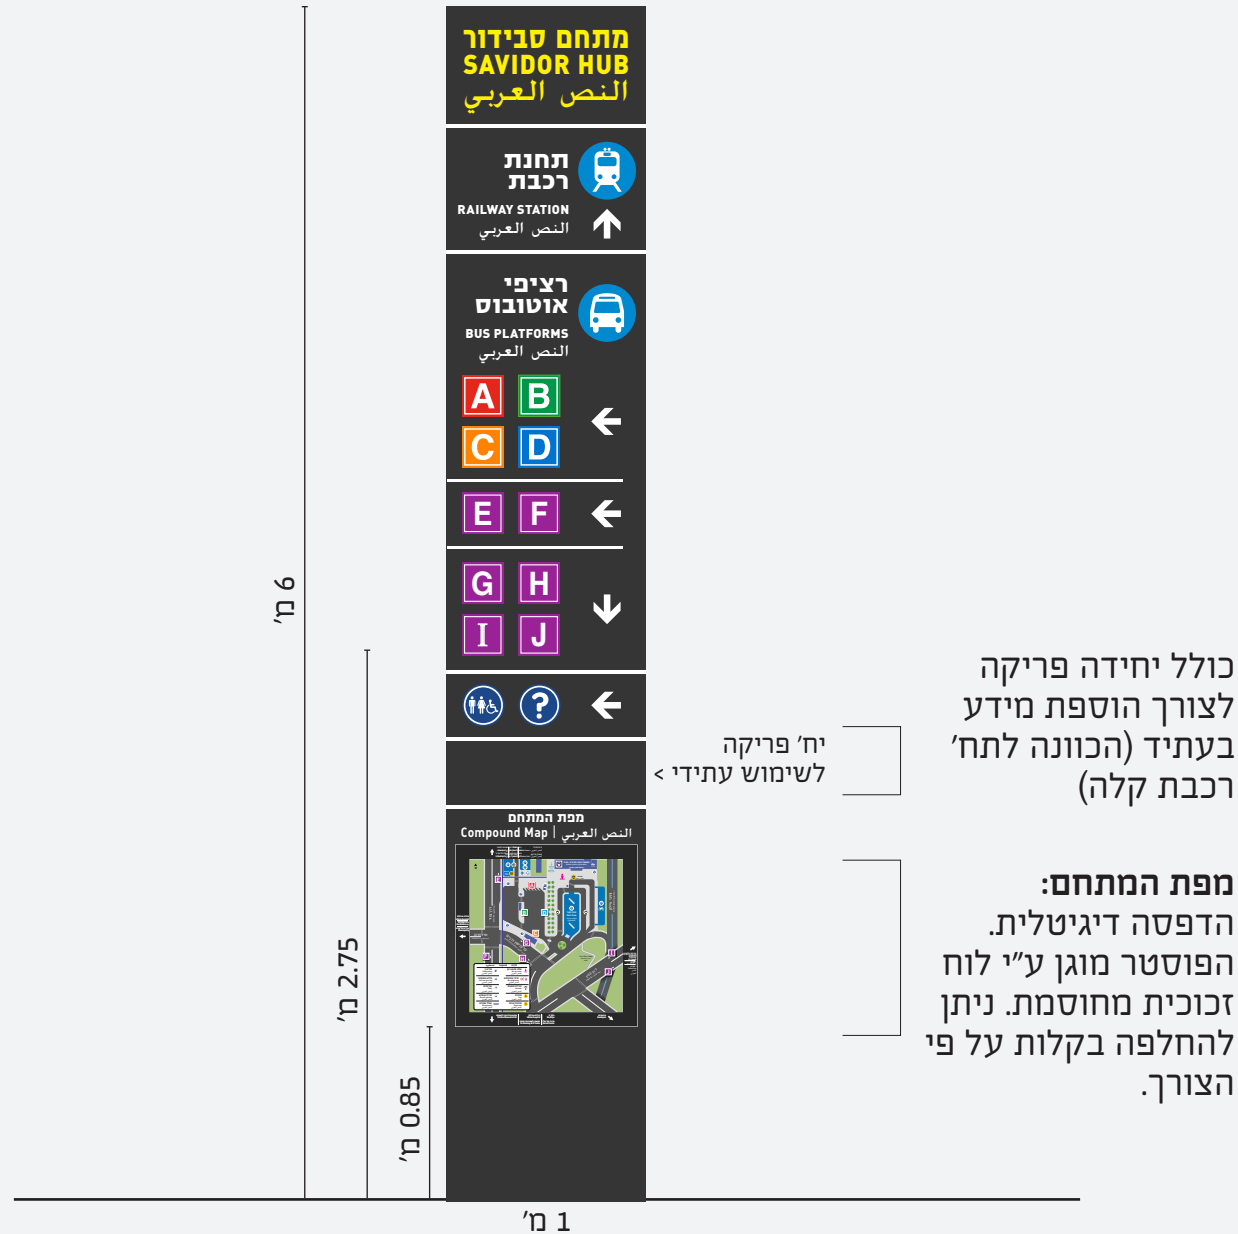 מתחם סבידור
SAVIDOR HUB
النص العربي
תחנת
רכבת
RAILWAY STATION
النص العربي
רציפי
אוטובוס
BUS PLATFORMS
النص العربي
A B
C D
E F
G H
I J
?
יח' פריקה
לשימוש עתידי >
מפת המתחם
Compound Map | النص العربي
6 מ'
2.75 מ'
0.85 מ'
1 מ'
כולל יחידה פריקה
לצורך הוספת מידע
בעתיד (הכוונה לתח'
רכבת קלה)
מפת המתחם:
הדפסה דיגיטלית.
הפוסטר מוגן ע״י לוח
זכוכית מחוסמת. ניתן
להחלפה בקלות על פי
הצורך.